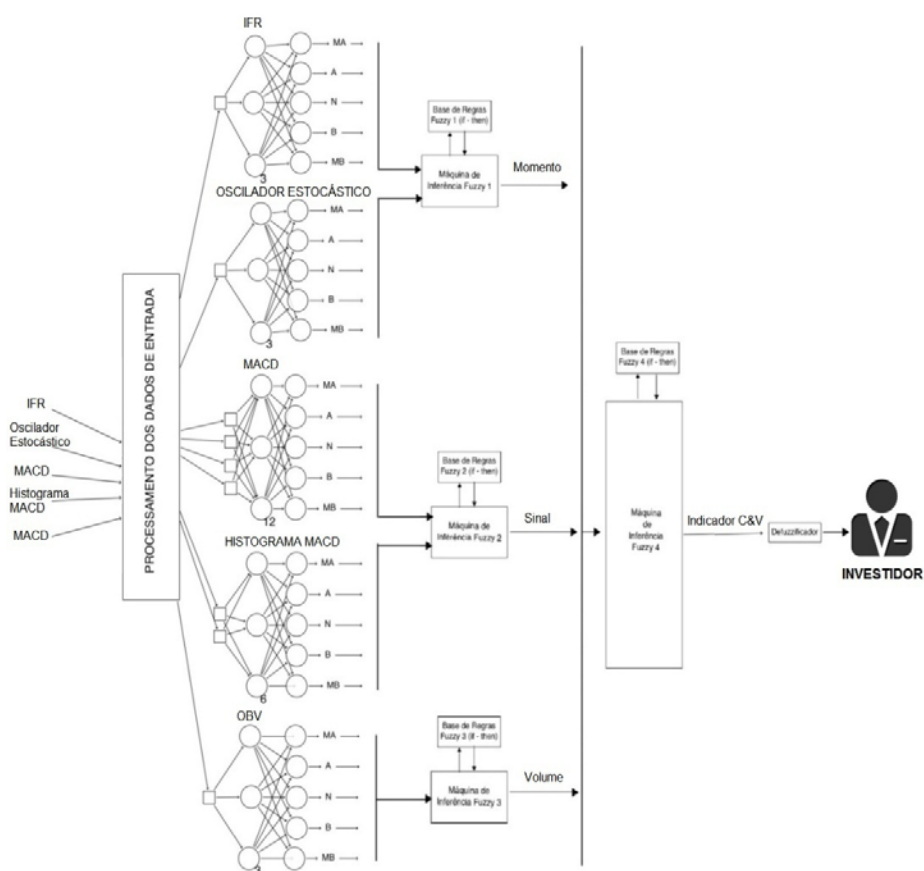 IFR
Oscilador
Estocástico
MACD
Histograma
MACD
MACD
PROCESSAMENTO DOS DADOS DE ENTRADA
IFR
MA
A
N
B
MB
3
OSCILADOR ESTOCÁSTICO
MA
A
N
B
MB
3
MACD
MA
A
N
B
MB
12
HISTOGRAMA MACD
MA
A
N
B
MB
6
OBV
MA
A
N
B
MB
Base de Regras
Fuzzy 1 (if - then)
Máquina de
Inferência Fuzzy 1
Momento
Base de Regras
Fuzzy 2 (if - then)
Máquina de
Inferência Fuzzy 2
Sinal
Base de Regras
Fuzzy 3 (if - then)
Máquina de
Inferência Fuzzy 3
Volume
Base de Regras
Fuzzy 4 (if - then)
Máquina
de
Inferência
Fuzzy 4
Indicador C&V
Defuzzificador
INVESTIDOR